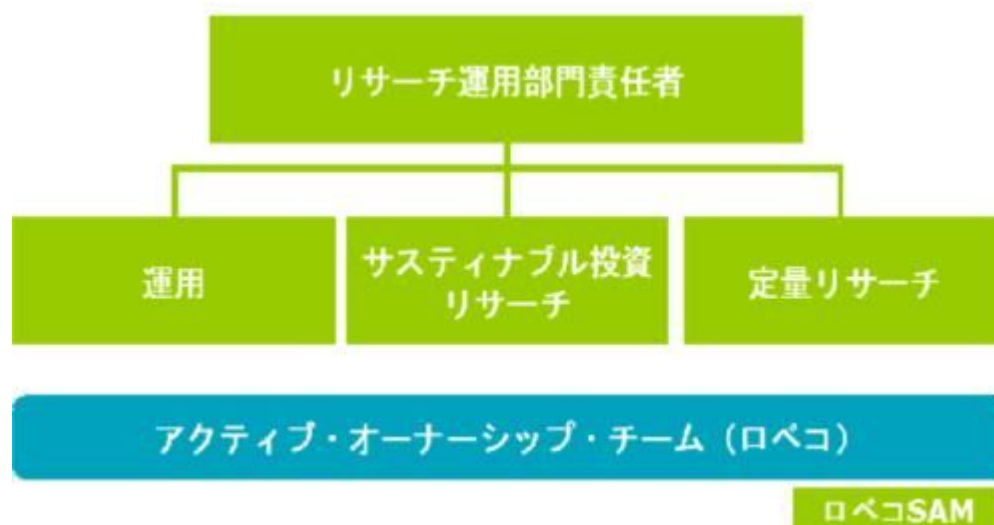 リサーチ運用部門責任者
運用
サスティナブル投資
リサーチ
定量リサーチ
アクティブ・オーナーシップ・チーム（ロベコ）
ロベコSAM